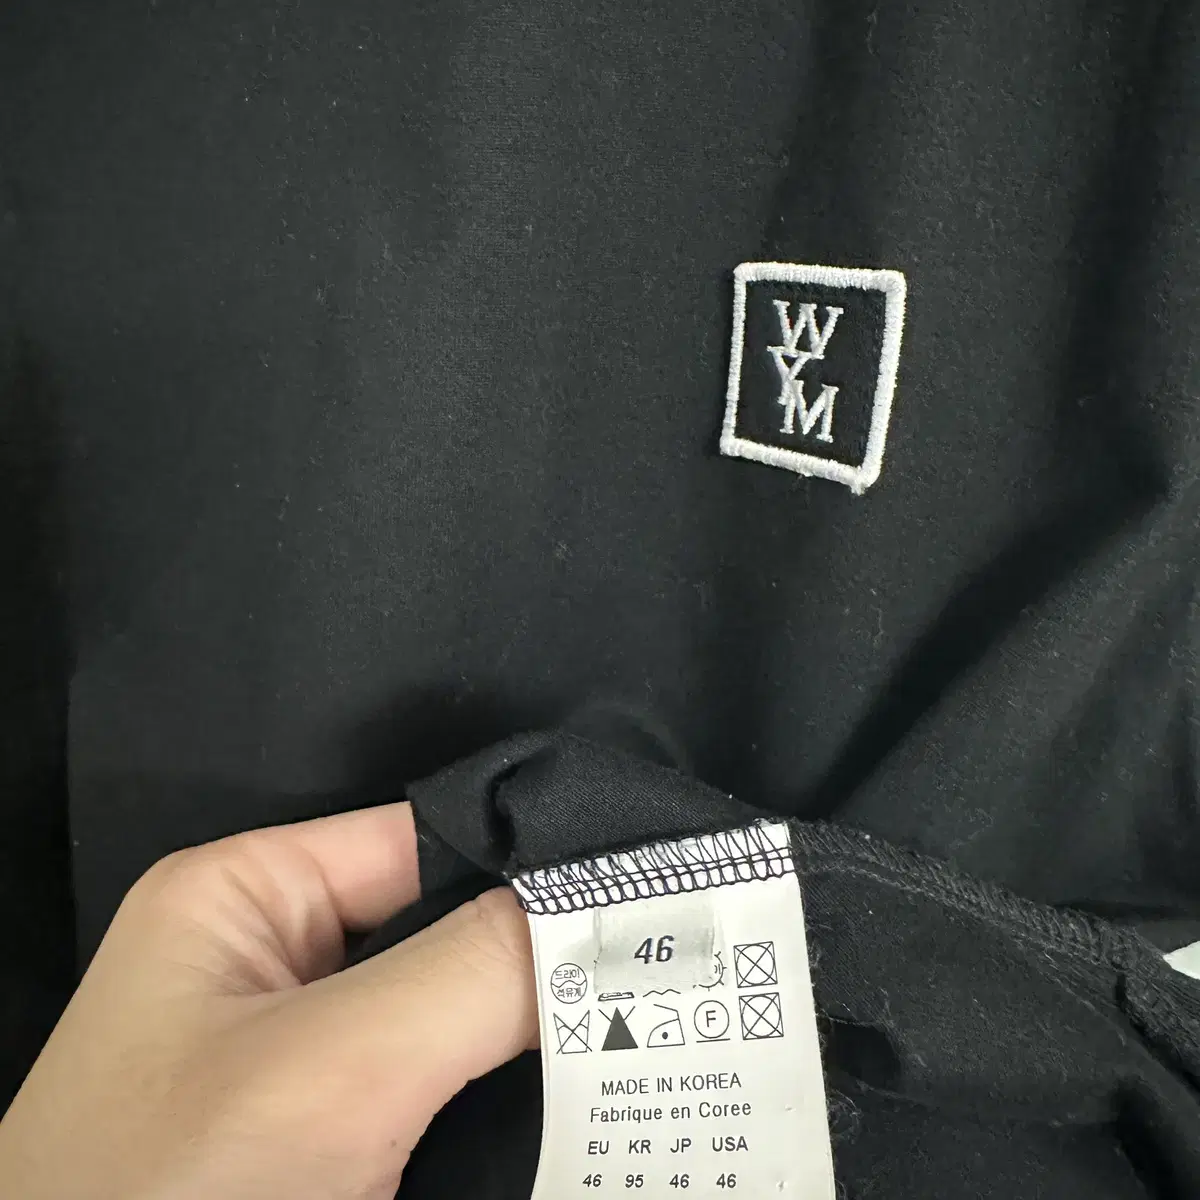 W
Y
M
46
드라이
석유계
F
MADE IN KOREA
Fabrique en Coree
EU KR JP USA
46 95 46 46